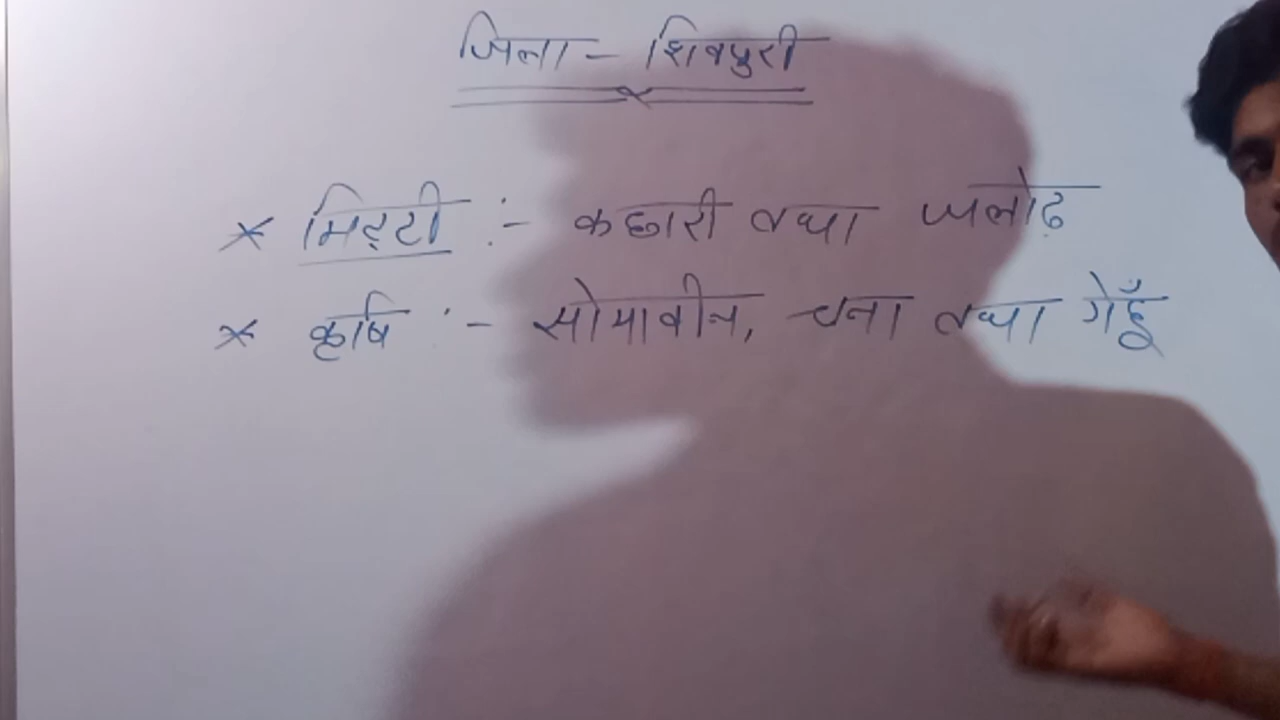 जिला - शिवपुरी
* मिट्टी :- कछारी तथा जलोढ़
* कृषि :- सोयाबीन, चना तथा गेहूँ